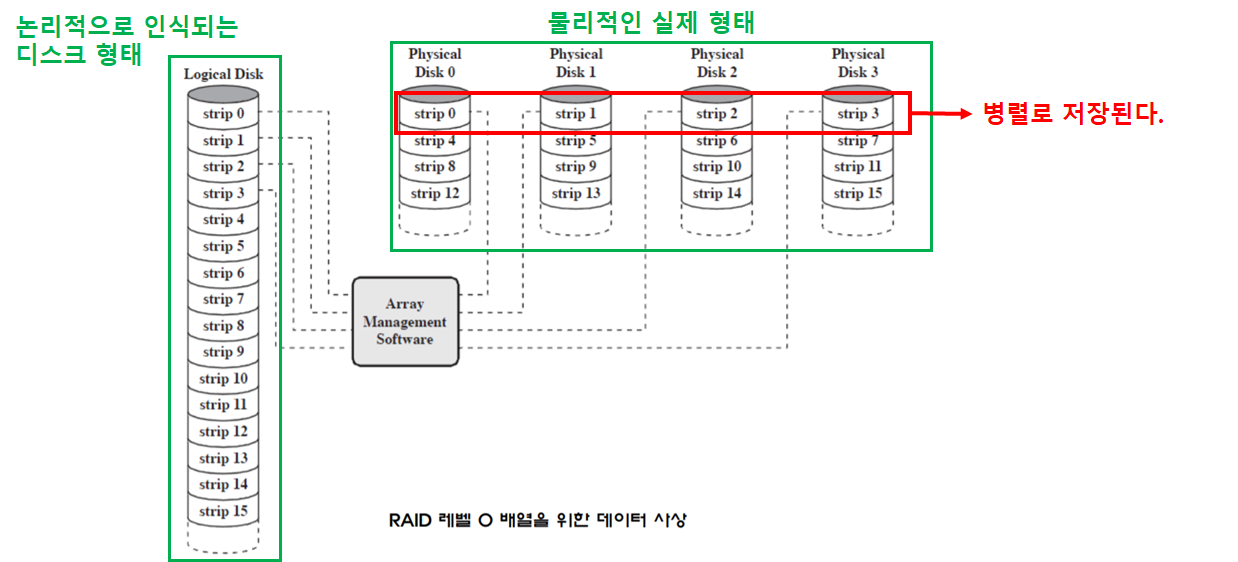 논리적으로 인식되는
디스크 형태
물리적인 실제 형태
Logical Disk
strip 0
strip 1
strip 2
strip 3
strip 4
strip 5
strip 6
strip 7
strip 8
strip 9
strip 10
strip 11
strip 12
strip 13
strip 14
strip 15
Physical
Disk 0
strip 0
strip 4
strip 8
strip 12
Physical
Disk 1
strip 1
strip 5
strip 9
strip 13
Physical
Disk 2
strip 2
strip 6
strip 10
strip 14
Physical
Disk 3
strip 3
strip 7
strip 11
strip 15
병렬로 저장된다.
Array
Management
Software
RAID 레벨 0 배열을 위한 데이터 사상